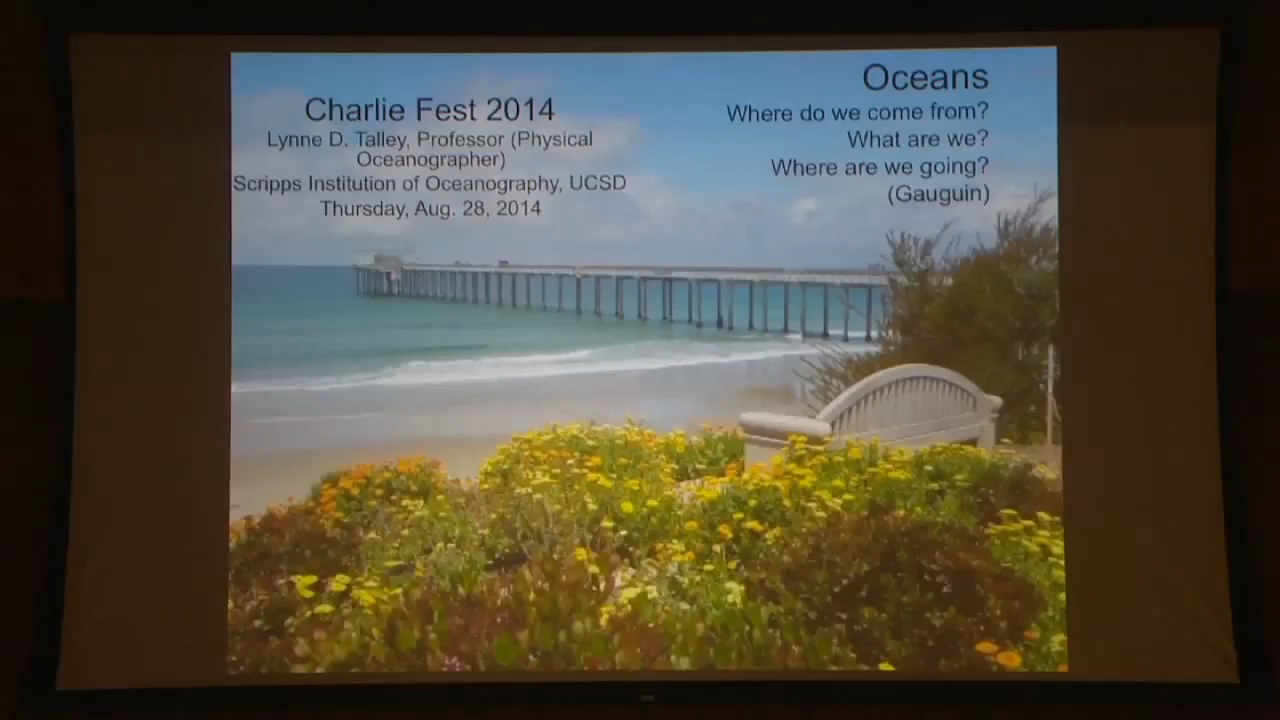 Charlie Fest 2014
Lynne D. Talley, Professor (Physical
Oceanographer)
Scripps Institution of Oceanography, UCSD
Thursday, Aug. 28, 2014
Oceans
Where do we come from?
What are we?
Where are we going?
(Gauguin)